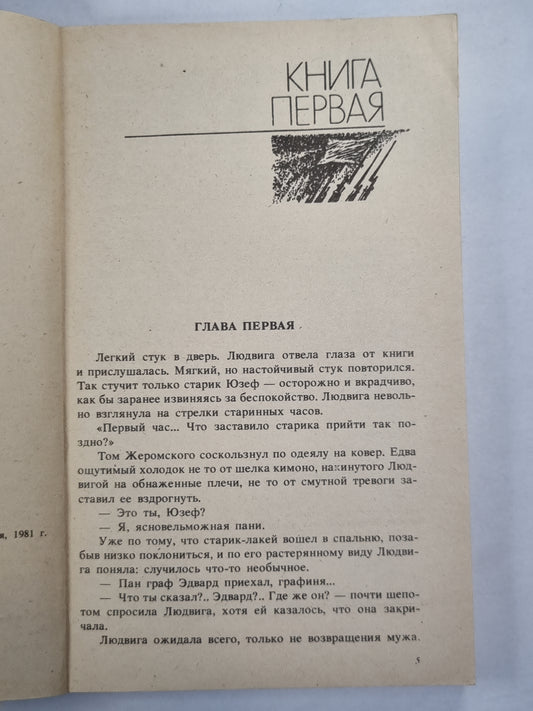 КНИГА
ПЕРВАЯ
ГЛАВА ПЕРВАЯ
Легкий стук в дверь. Людвига отвела глаза от книги
и прислушалась. Мягкий, но настойчивый стук повторился.
Так стучит только старик Юзеф — осторожно и вкрадчиво,
как бы заранее извиняясь за беспокойство. Людвига неволь-
но взглянула на стрелки старинных часов.
«Первый час... Что заставило старика прийти так по-
здно?»
Том Жеромского соскользнул по одеялу на ковер. Едва
ощутимый холодок не то от шелка кимоно, накинутого Люд-
вигой на обнаженные плечи, не то от смутной тревоги за-
ставил ее вздрогнуть.
— Это ты, Юзеф?
— Я, ясновельможная пани.
Уже по тому, что старик-лакей вошел в спальню, поза-
быв низко поклониться, и по его растерянному виду Людви-
га поняла: случилось что-то необычное.
— Пан граф Эдвард приехал, графиня...
— Что ты сказал?.. Эдвард?.. Где же он? — почти шепо-
том спросила Людвига, хотя ей казалось, что она закри-
чала.
Людвига ожидала всего, только не возвращения мужа.
5
, 1981 г.